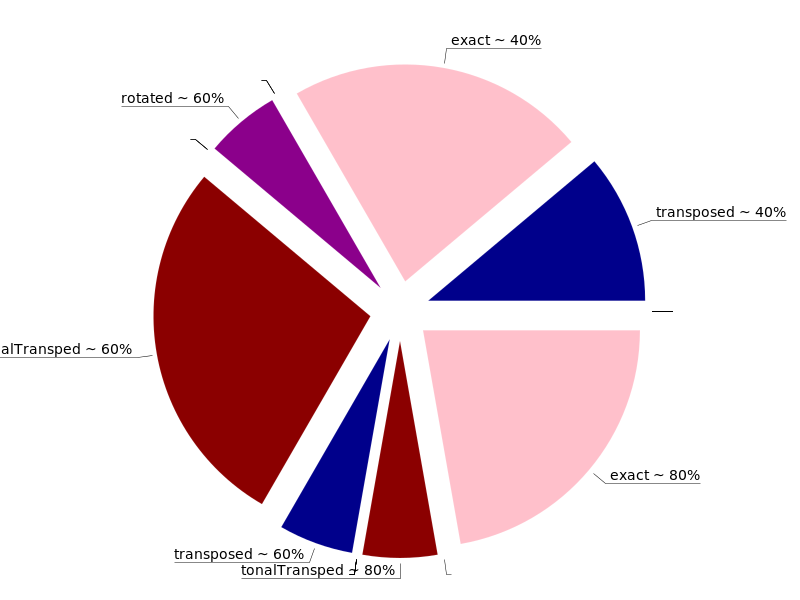 exact ~ 40%
rotated ~ 60%
transposed ~ 40%
alTransped ~ 60%
exact ~ 80%
transposed ~ 60%
tonalTransped ~ 80%